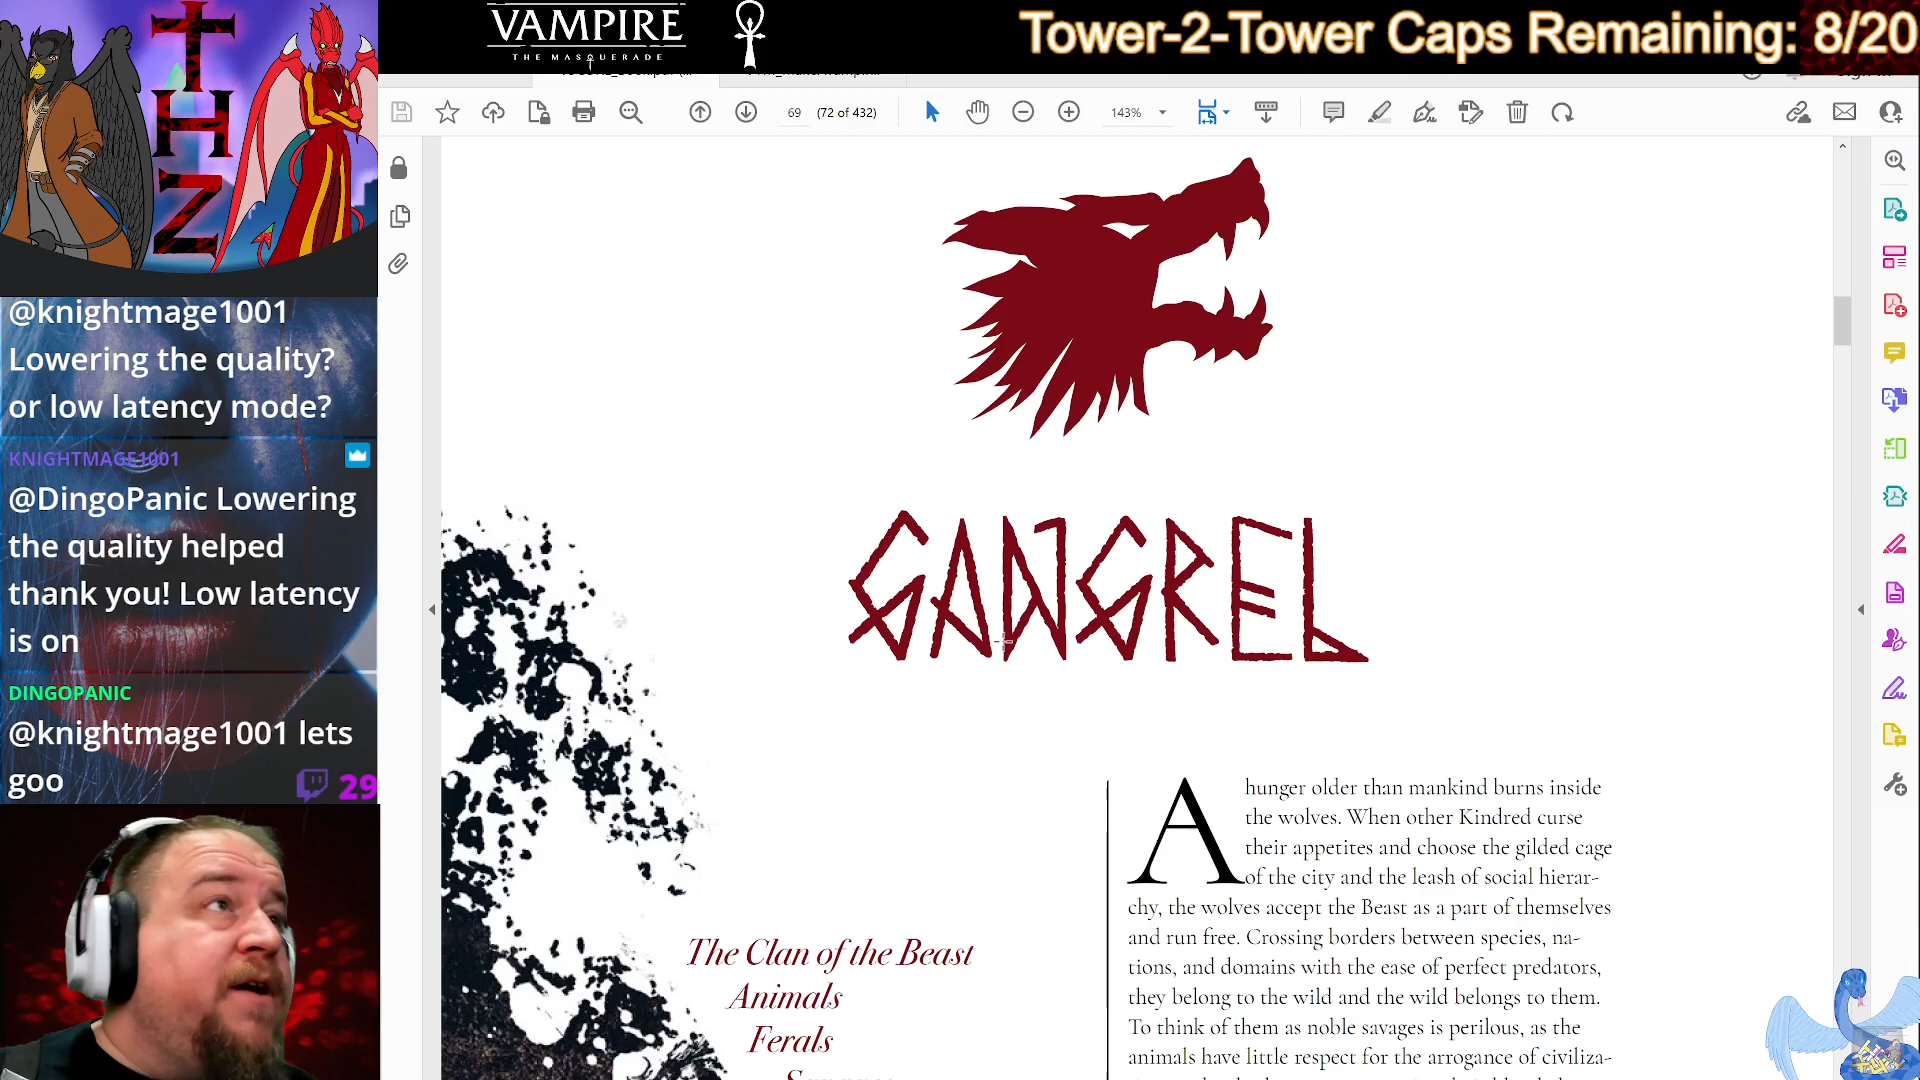 THZ
VAMPIRE
THE MASQUERADE
Tower-2-Tower Caps Remaining: 8/20
69 (72 of 432)
143%
@knightmage1001
Lowering the quality?
or low latency mode?
KNIGHTMAGE1001
@DingoPanic Lowering
the quality helped
thank you! Low latency
is on
DINGOPANIC
@knightmage1001 lets
goo
29
GANGREL
The Clan of the Beast
Animals
Ferals
A hunger older than mankind burns inside
the wolves. When other Kindred curse
their appetites and choose the gilded cage
of the city and the leash of social hierar-
chy, the wolves accept the Beast as a part of themselves
and run free. Crossing borders between species, na-
tions, and domains with the ease of perfect predators,
they belong to the wild and the wild belongs to them.
To think of them as noble savages is perilous, as the
animals have little respect for the arrogance of civiliza-